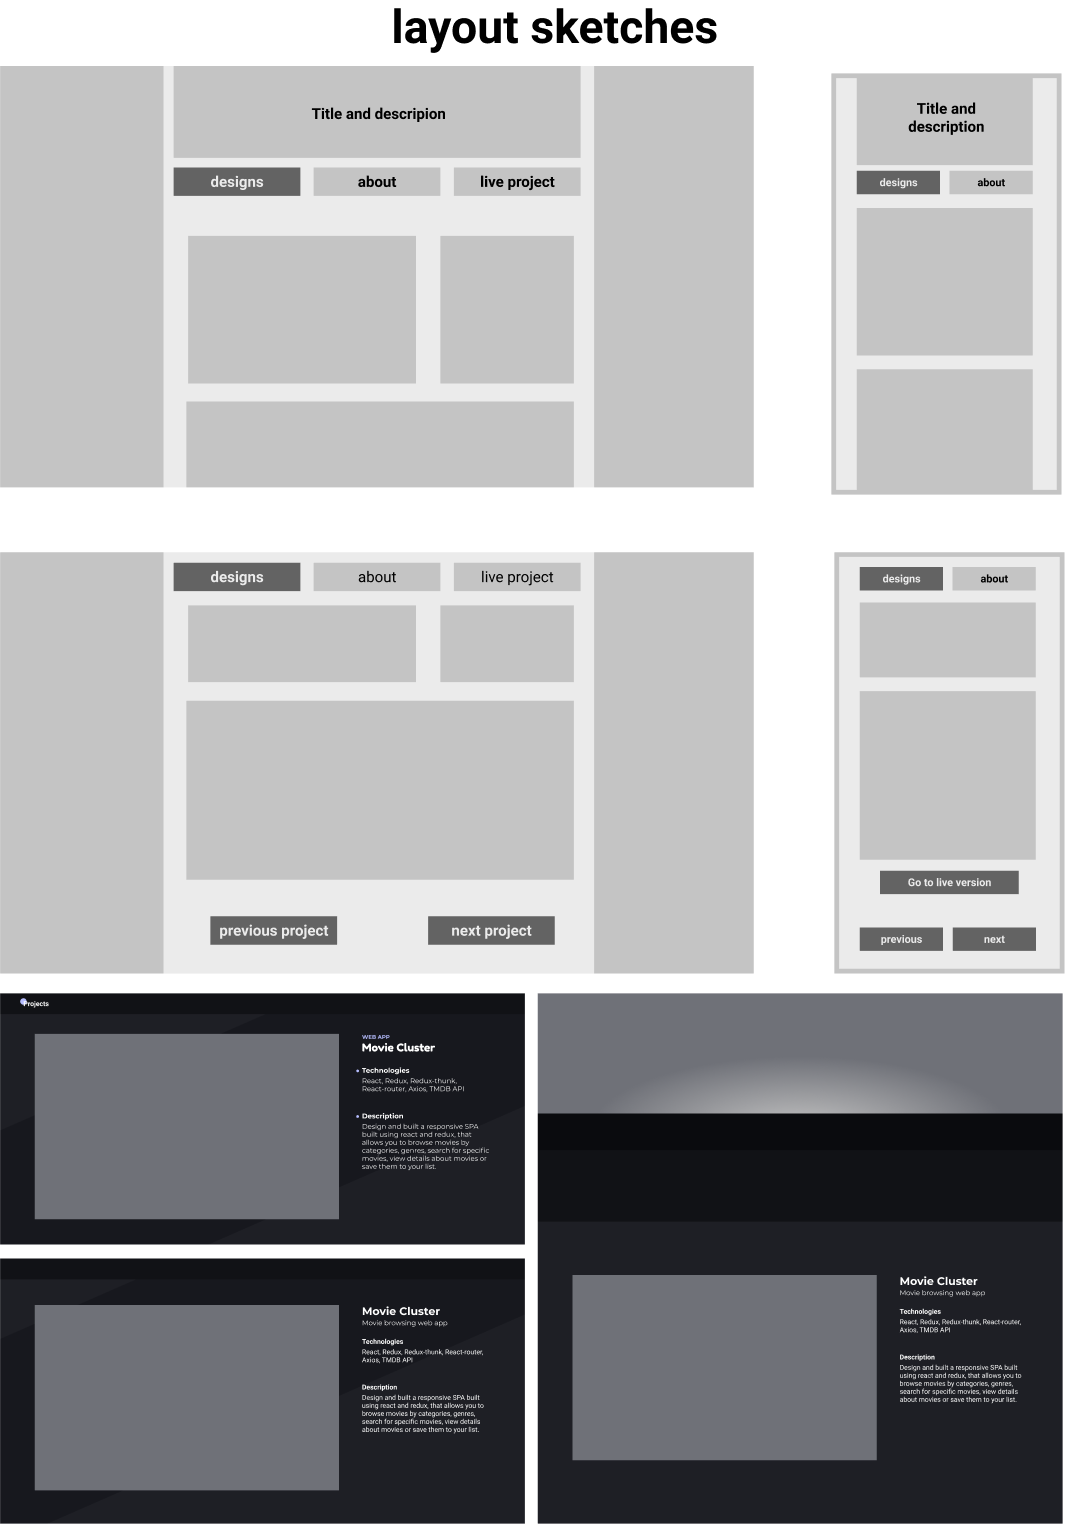 layout sketches
Title and descripion
designs
about
live project
Title and
description
designs
about
designs
about
live project
previous project
next project
designs
about
Go to live version
previous
next
Projects
WEB APP
Movie Cluster
Technologies
React, Redux, Redux-thunk,
React-router, Axios, TMDB API
Description
Design and built a responsive SPA
built using react and redux, that
allows you to browse movies by
categories, genres, search for specific
movies, view details about movies or
save them to your list.
Movie Cluster
Movie browsing web app
Technologies
React, Redux, Redux-thunk, React-router,
Axios, TMDB API
Description
Design and built a responsive SPA built
using react and redux, that allows you to
browse movies by categories, genres,
search for specific movies, view details
about movies or save them to your list.
Movie Cluster
Movie browsing web app
Technologies
React, Redux, Redux-thunk, React-router,
Axios, TMDB API
Description
Design and built a responsive SPA built
using react and redux, that allows you to
browse movies by categories, genres,
search for specific movies, view details
about movies or save them to your list.